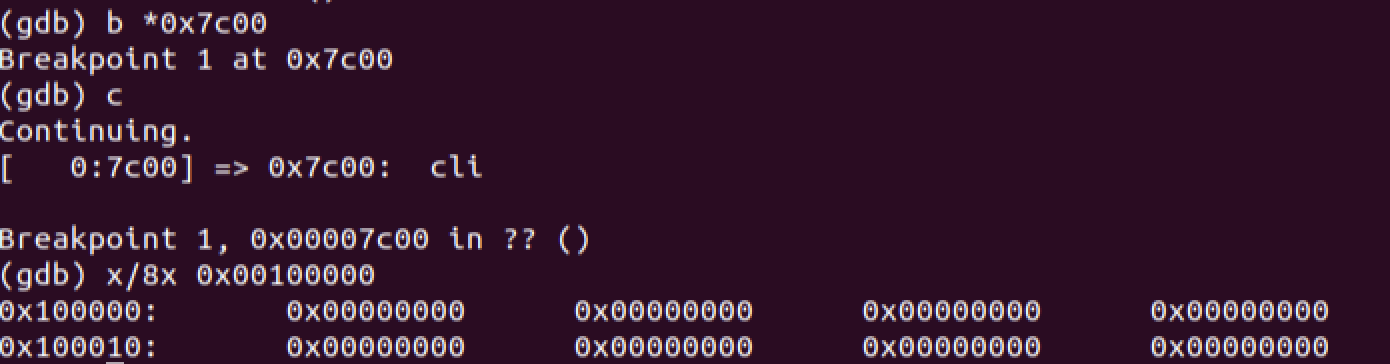 (gdb) b *0x7c00
Breakpoint 1 at 0x7c00
(gdb) c
Continuing.
[   0:7c00] => 0x7c00:  cli
Breakpoint 1, 0x00007c00 in ?? ()
(gdb) x/8x 0x00100000
0x100000:       0x00000000      0x00000000      0x00000000      0x00000000
0x100010:       0x00000000      0x00000000      0x00000000      0x00000000